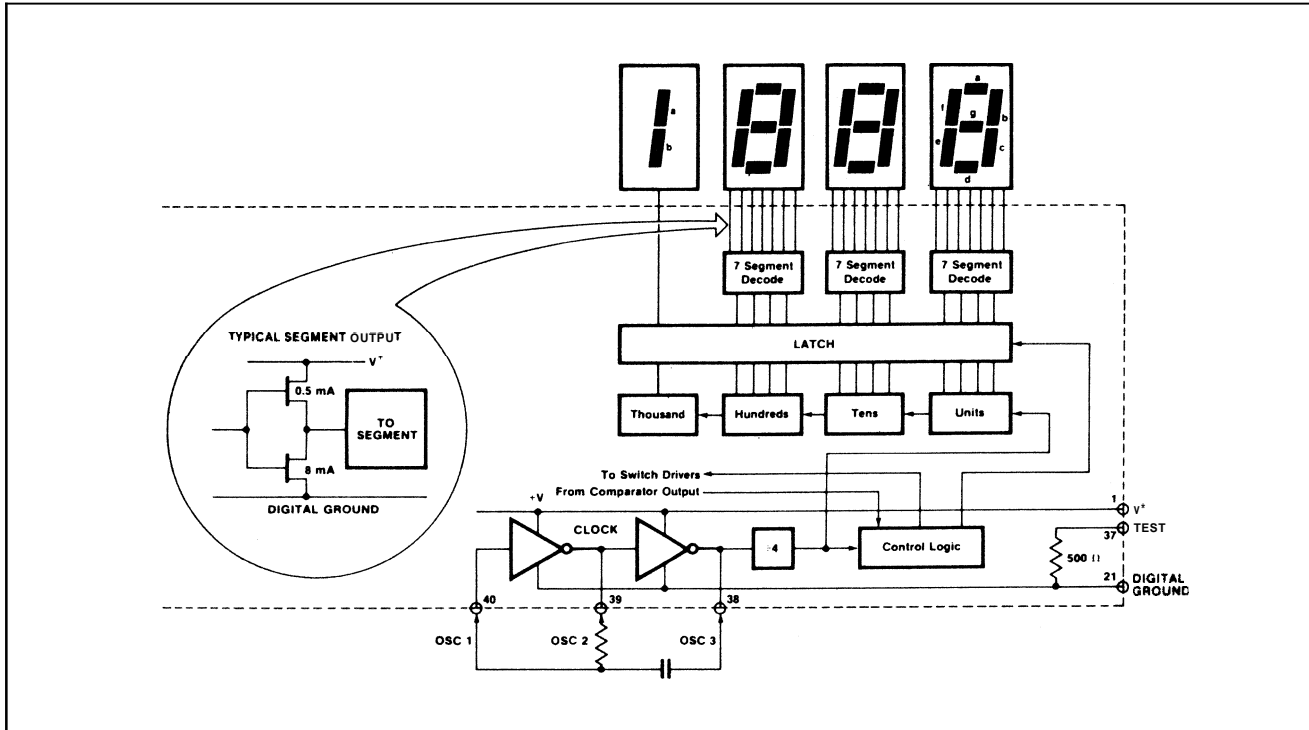 a
b
a
f
b
g
e
c
d
7 Segment
Decode
7 Segment
Decode
7 Segment
Decode
TYPICAL SEGMENT OUTPUT
V+
0.5 mA
TO
SEGMENT
8 mA
DIGITAL GROUND
LATCH
Thousand
Hundreds
Tens
Units
To Switch Drivers
From Comparator Output
+V
CLOCK
4
Control Logic
1
V+
TEST
37
500 Ω
21
DIGITAL
GROUND
40
39
38
OSC 1
OSC 2
OSC 3